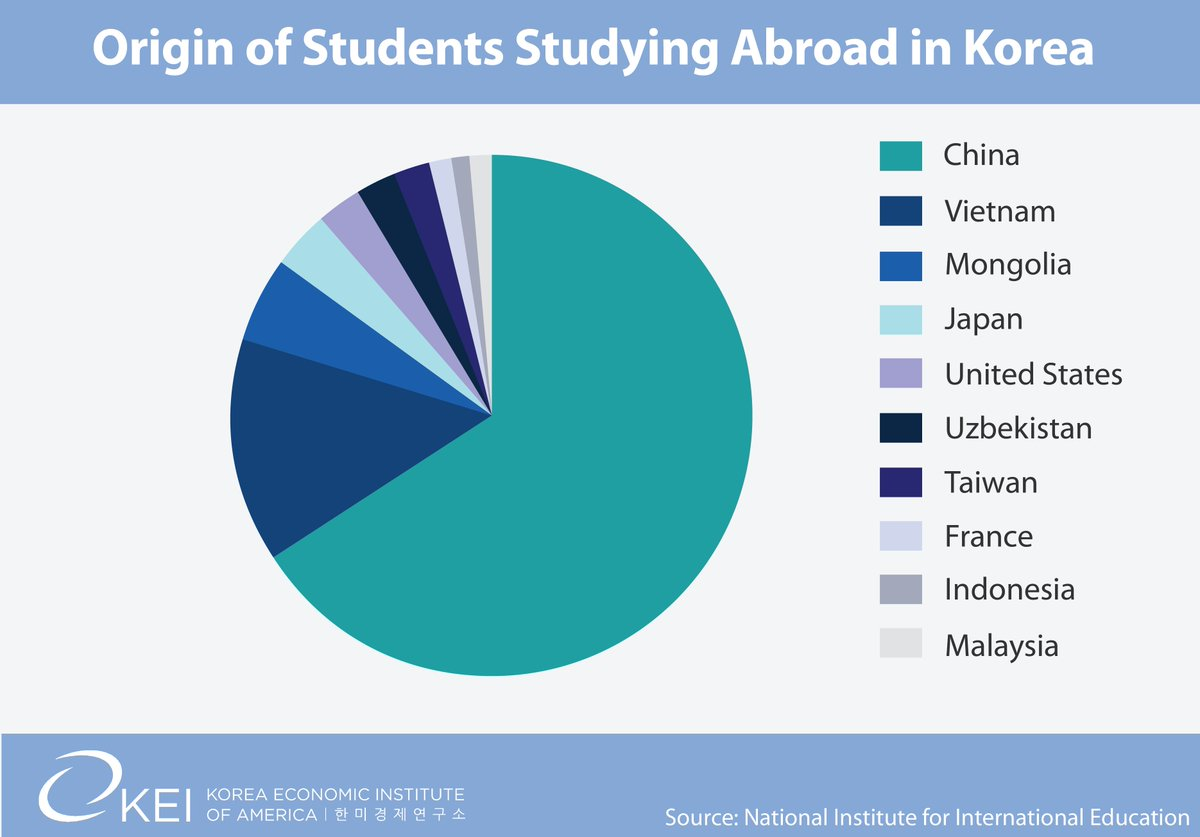 Origin of Students Studying Abroad in Korea
China
Vietnam
Mongolia
Japan
United States
Uzbekistan
Taiwan
France
Indonesia
Malaysia
KEI
KOREA ECONOMIC INSTITUTE
OF AMERICA | 한미경제연구소
Source: National Institute for International Education